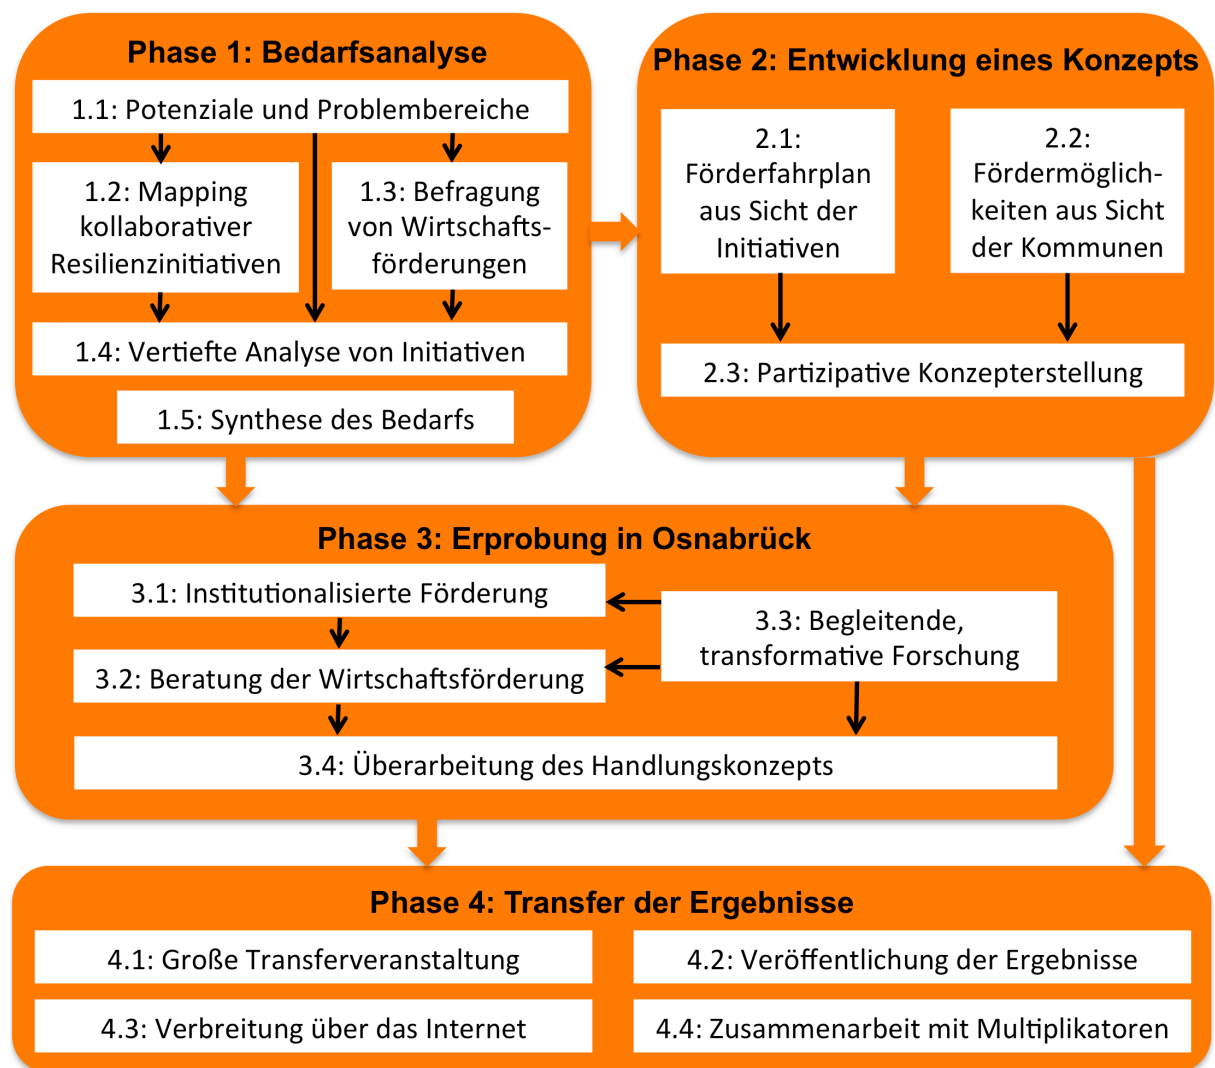 Phase 1: Bedarfsanalyse
1.1: Potenziale und Problembereiche
1.2: Mapping
kollaborativer
Resilienzinitiativen
1.3: Befragung
von Wirtschafts-
förderungen
1.4: Vertiefte Analyse von Initiativen
1.5: Synthese des Bedarfs
Phase 2: Entwicklung eines Konzepts
2.1:
Förderfahrplan
aus Sicht der
Initiativen
2.2:
Fördermöglich-
keiten aus Sicht
der Kommunen
2.3: Partizipative Konzepterstellung
Phase 3: Erprobung in Osnabrück
3.1: Institutionalisierte Förderung
3.2: Beratung der Wirtschaftsförderung
3.3: Begleitende,
transformative Forschung
3.4: Überarbeitung des Handlungskonzepts
Phase 4: Transfer der Ergebnisse
4.1: Große Transferveranstaltung
4.2: Veröffentlichung der Ergebnisse
4.3: Verbreitung über das Internet
4.4: Zusammenarbeit mit Multiplikatoren